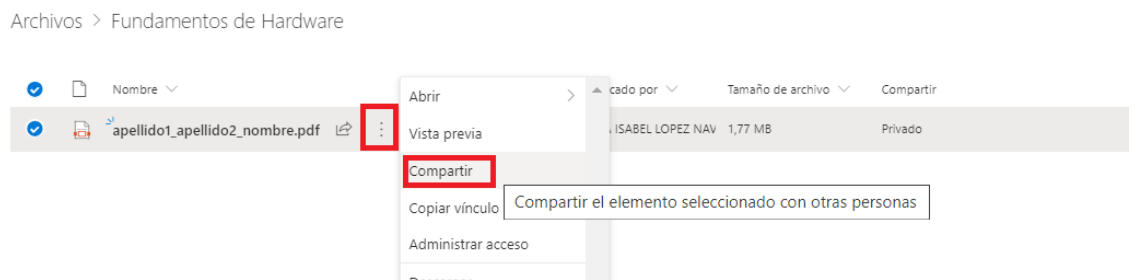 Archivos > Fundamentos de Hardware
Nombre
cado por
Tamaño de archivo
Compartir
apellido1_apellido2_nombre.pdf
ISABEL LOPEZ NAV
1,77 MB
Privado
Abrir
Vista previa
Compartir
Copiar vínculo
Compartir el elemento seleccionado con otras personas
Administrar acceso